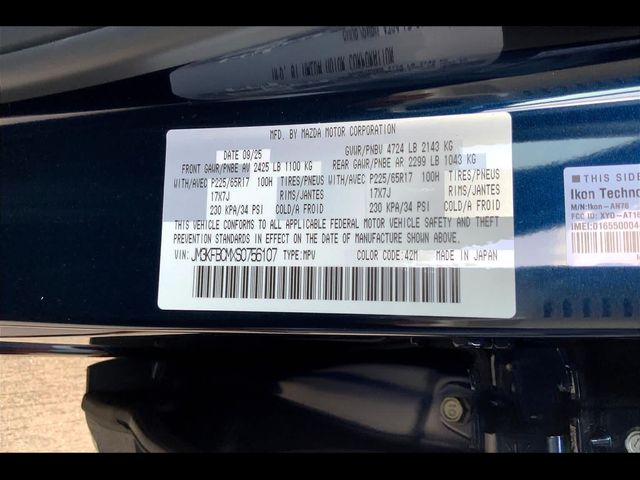 MFG. BY MAZDA MOTOR CORPORATION
DATE 09/25 GVWR/PNBV 4724 LB 2143 KG
FRONT GAWR/PNBE AV 2425 LB 1100 KG REAR GAWR/PNBE AR 2299 LB 1043 KG
WITH/AVEC P225/65R17 100H TIRES/PNEUS WITH/AVEC P225/65R17 100H TIRES/PNEUS
17X7J 17X7J
230 KPA/34 PSI COLD/A FROID 230 KPA/34 PSI COLD/A FROID
THIS VEHICLE CONFORMS TO ALL APPLICABLE FEDERAL MOTOR VEHICLE SAFETY AND THEFT
PREVENTION STANDARDS IN EFFECT ON THE DATE OF MANUFACTURE SHOWN ABOVE.
VIN: JM3KFBCMXS0756107 TYPE:MPV COLOR CODE:42M MADE IN JAPAN
THIS SIDE
Ikon Techno
M/N:Ikon-AN76
FCC ID: XYO-AT1
IMEI:01655000